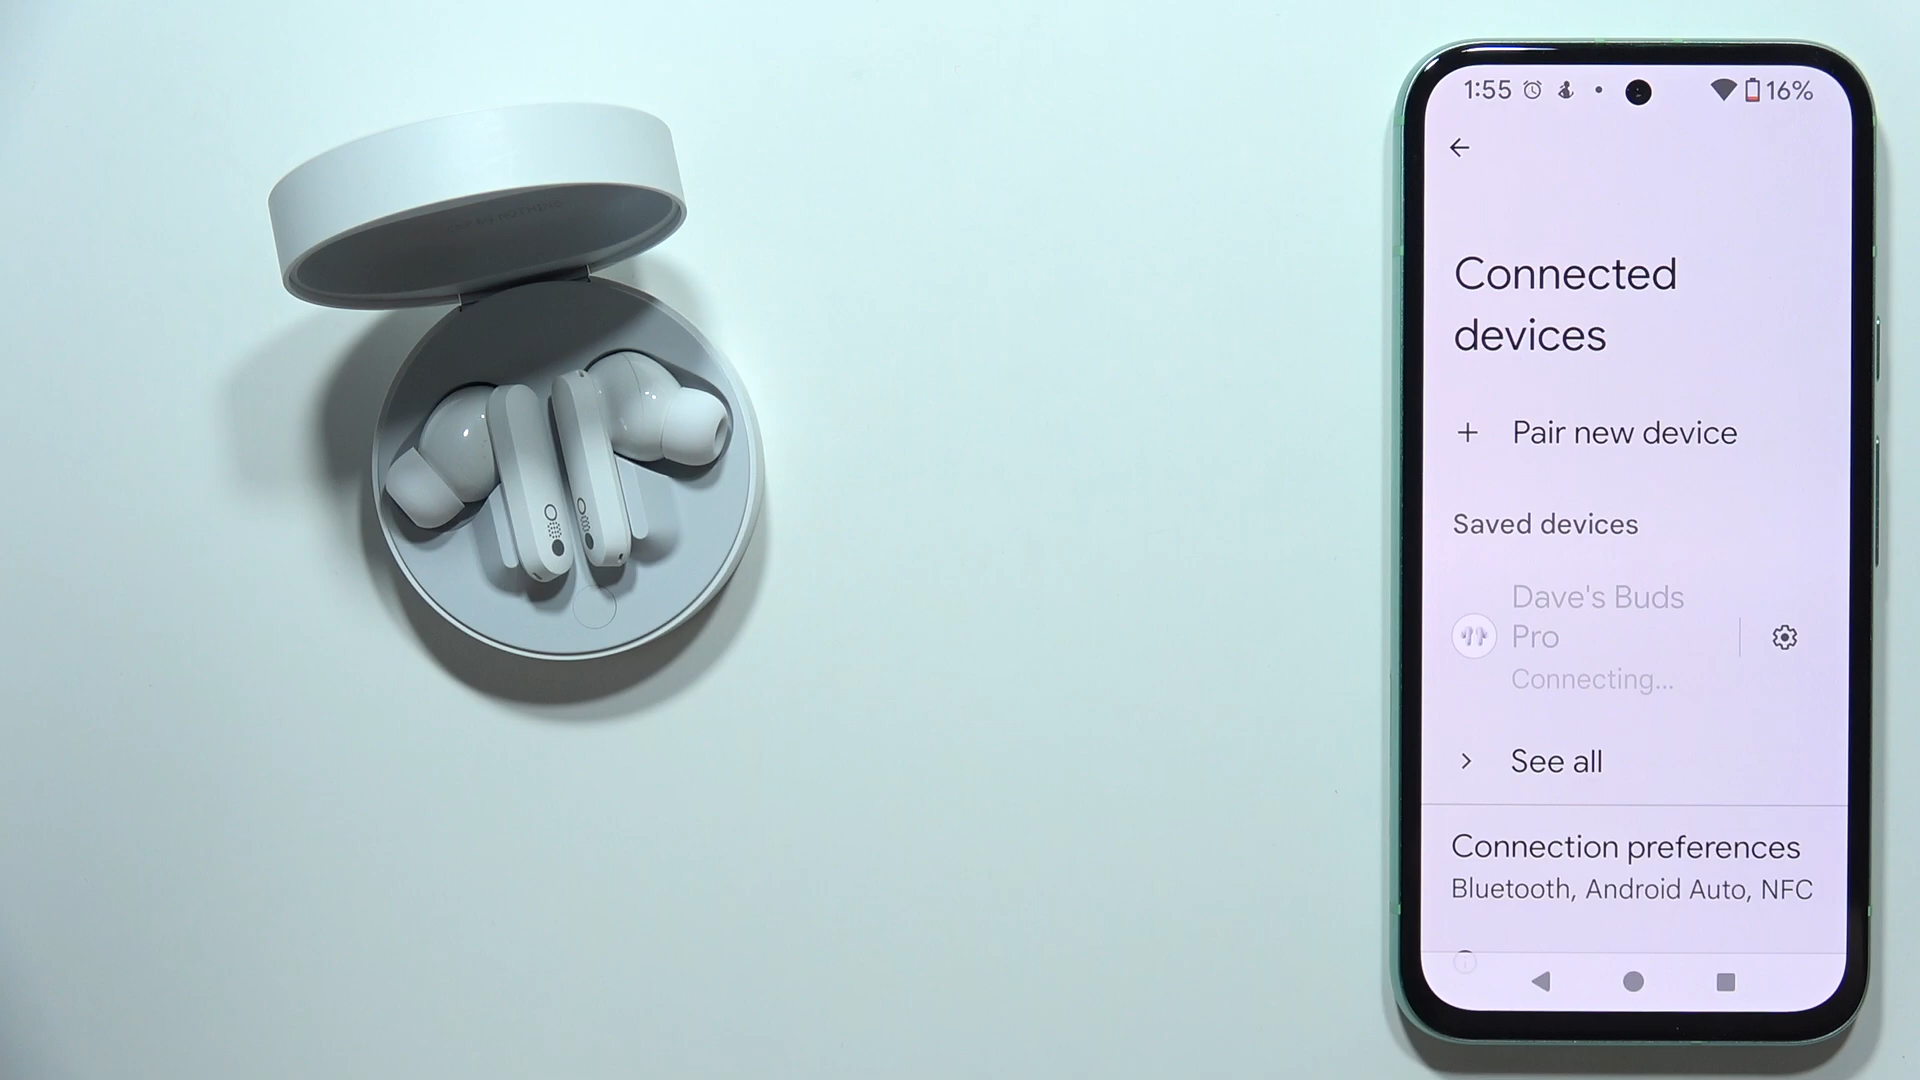 1:55
16%
Connected
devices
+ Pair new device
Saved devices
Dave's Buds
Pro
Connecting...
See all
Connection preferences
Bluetooth, Android Auto, NFC